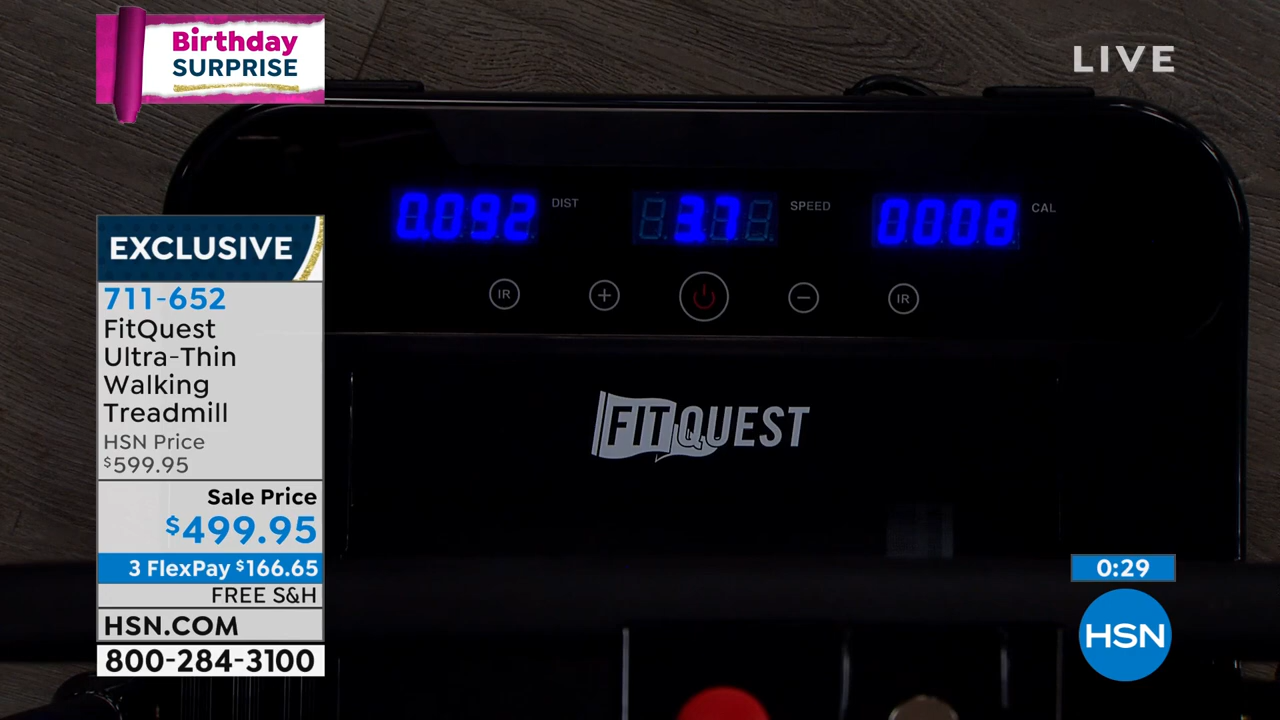 Birthday
SURPRISE
LIVE
0.092 DIST
3.7 SPEED
0008 CAL
IR
IR
FITQUEST
EXCLUSIVE
711-652
FitQuest
Ultra-Thin
Walking
Treadmill
HSN Price
$599.95
Sale Price
$499.95
3 FlexPay $166.65
FREE S&H
HSN.COM
800-284-3100
0:29
HSN